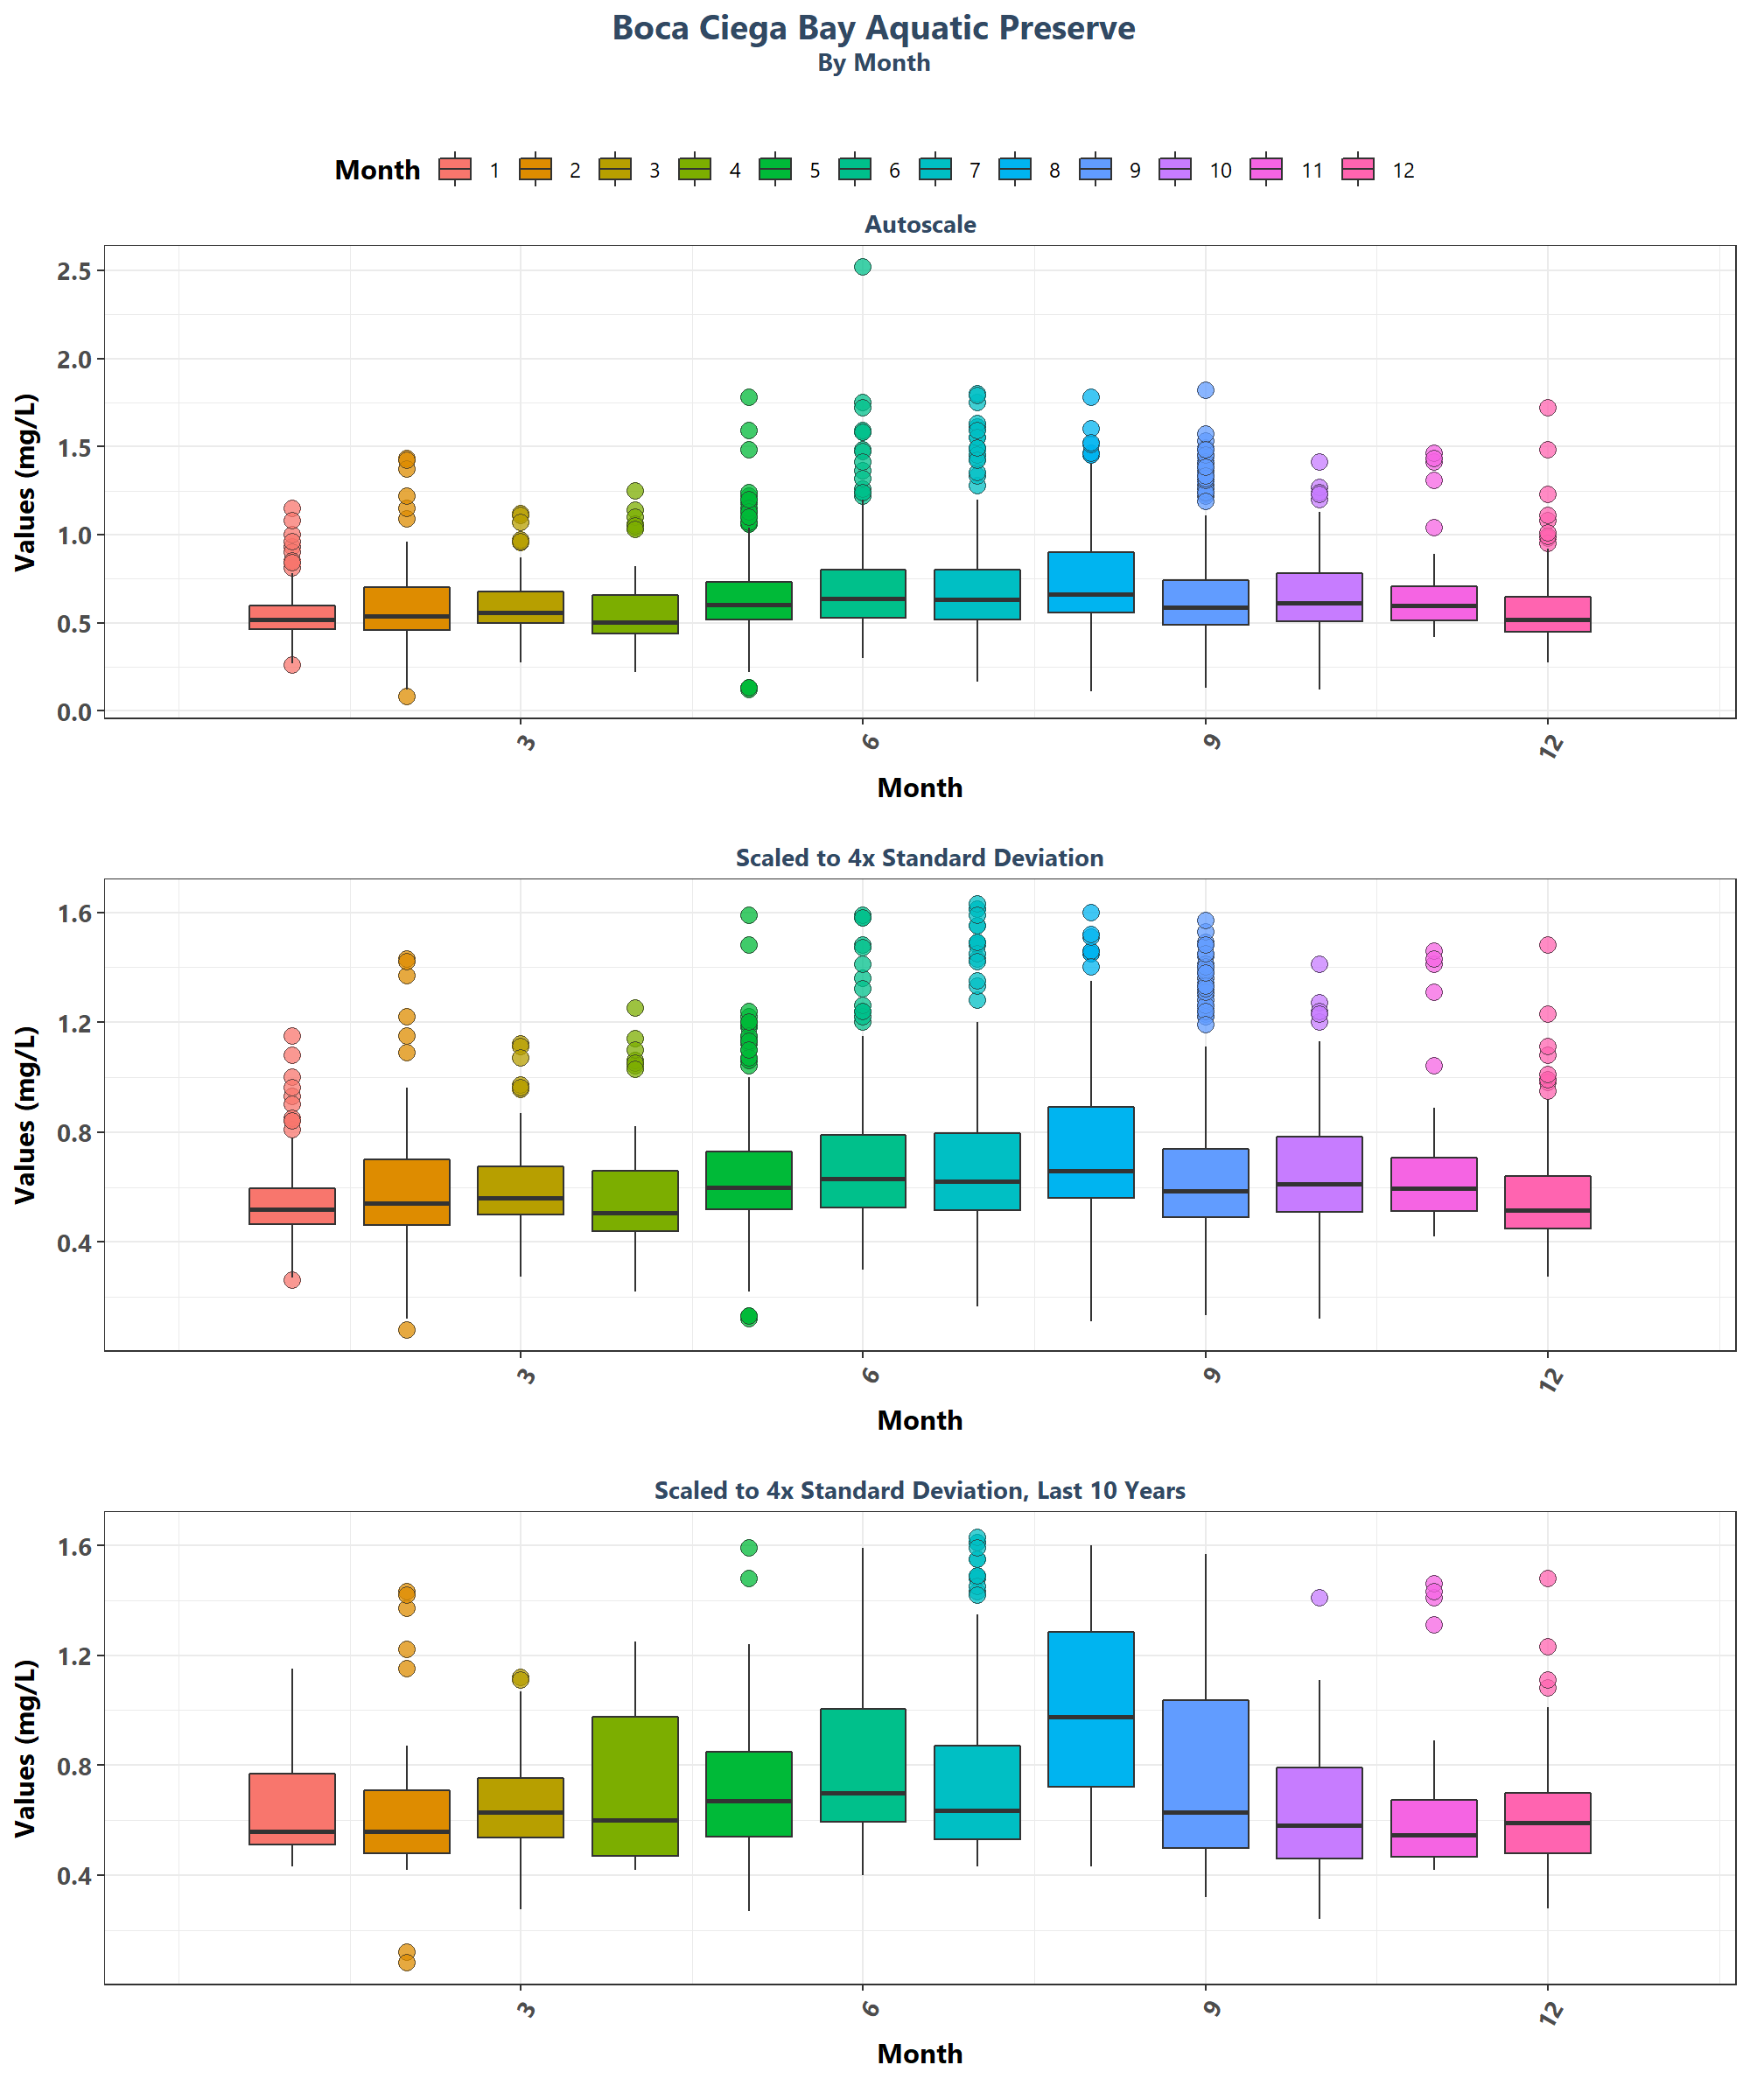 Boca Ciega Bay Aquatic Preserve
By Month
Month 1 2 3 4 5 6 7 8 9 10 11 12
Autoscale
Values (mg/L)
2.5
2.0
1.5
1.0
0.5
0.0
3 6 9 12
Month
Scaled to 4x Standard Deviation
Values (mg/L)
1.6
1.2
0.8
0.4
3 6 9 12
Month
Scaled to 4x Standard Deviation, Last 10 Years
Values (mg/L)
1.6
1.2
0.8
0.4
3 6 9 12
Month